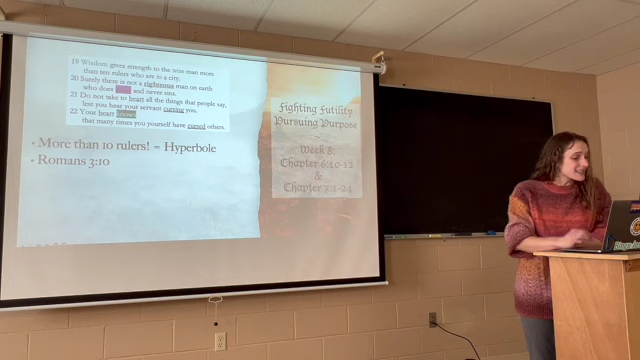 19 Wisdom gives strength to the wise man more
than ten rulers who are in a city.
20 Surely there is not a righteous man on earth
who does and never sins.
21 Do not take to heart all the things that people say,
lest you hear your servant cursing you.
22 Your heart knows
that many times you yourself have cursed others.
• More than 10 rulers! = Hyperbole
• Romans 3:10
Fighting Futility
Pursuing Purpose
~
Week 8:
Chapter 6:10-12
&
Chapter 7:1-24